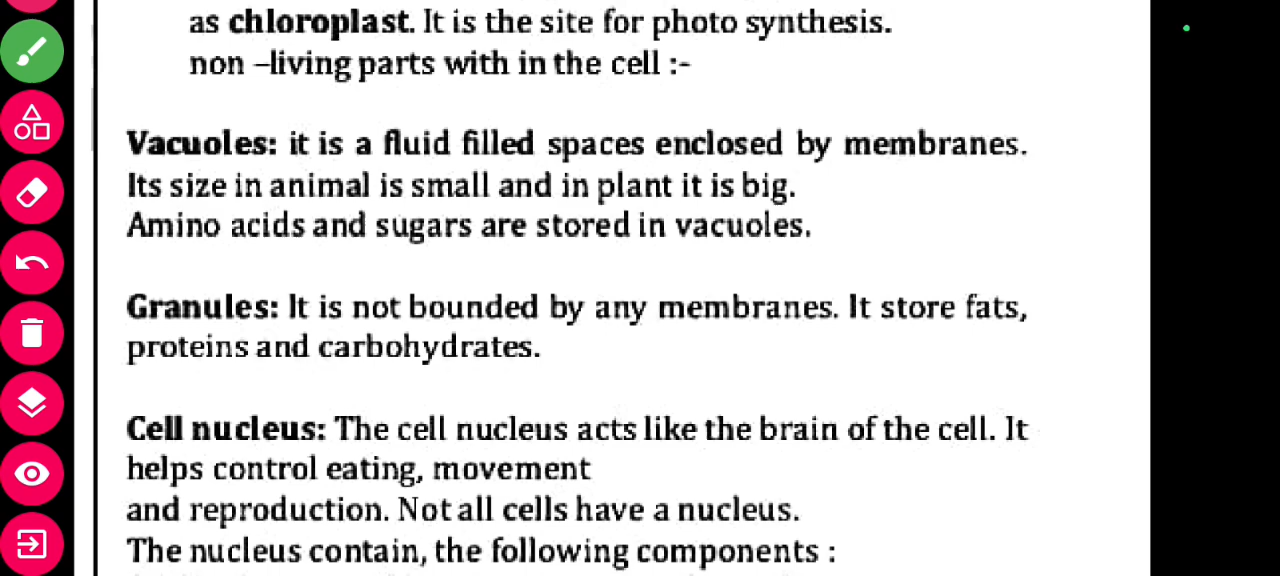 as chloroplast. It is the site for photo synthesis.
non –living parts with in the cell :-
Vacuoles: it is a fluid filled spaces enclosed by membranes.
Its size in animal is small and in plant it is big.
Amino acids and sugars are stored in vacuoles.
Granules: It is not bounded by any membranes. It store fats,
proteins and carbohydrates.
Cell nucleus: The cell nucleus acts like the brain of the cell. It
helps control eating, movement
and reproduction. Not all cells have a nucleus.
The nucleus contain, the following components :